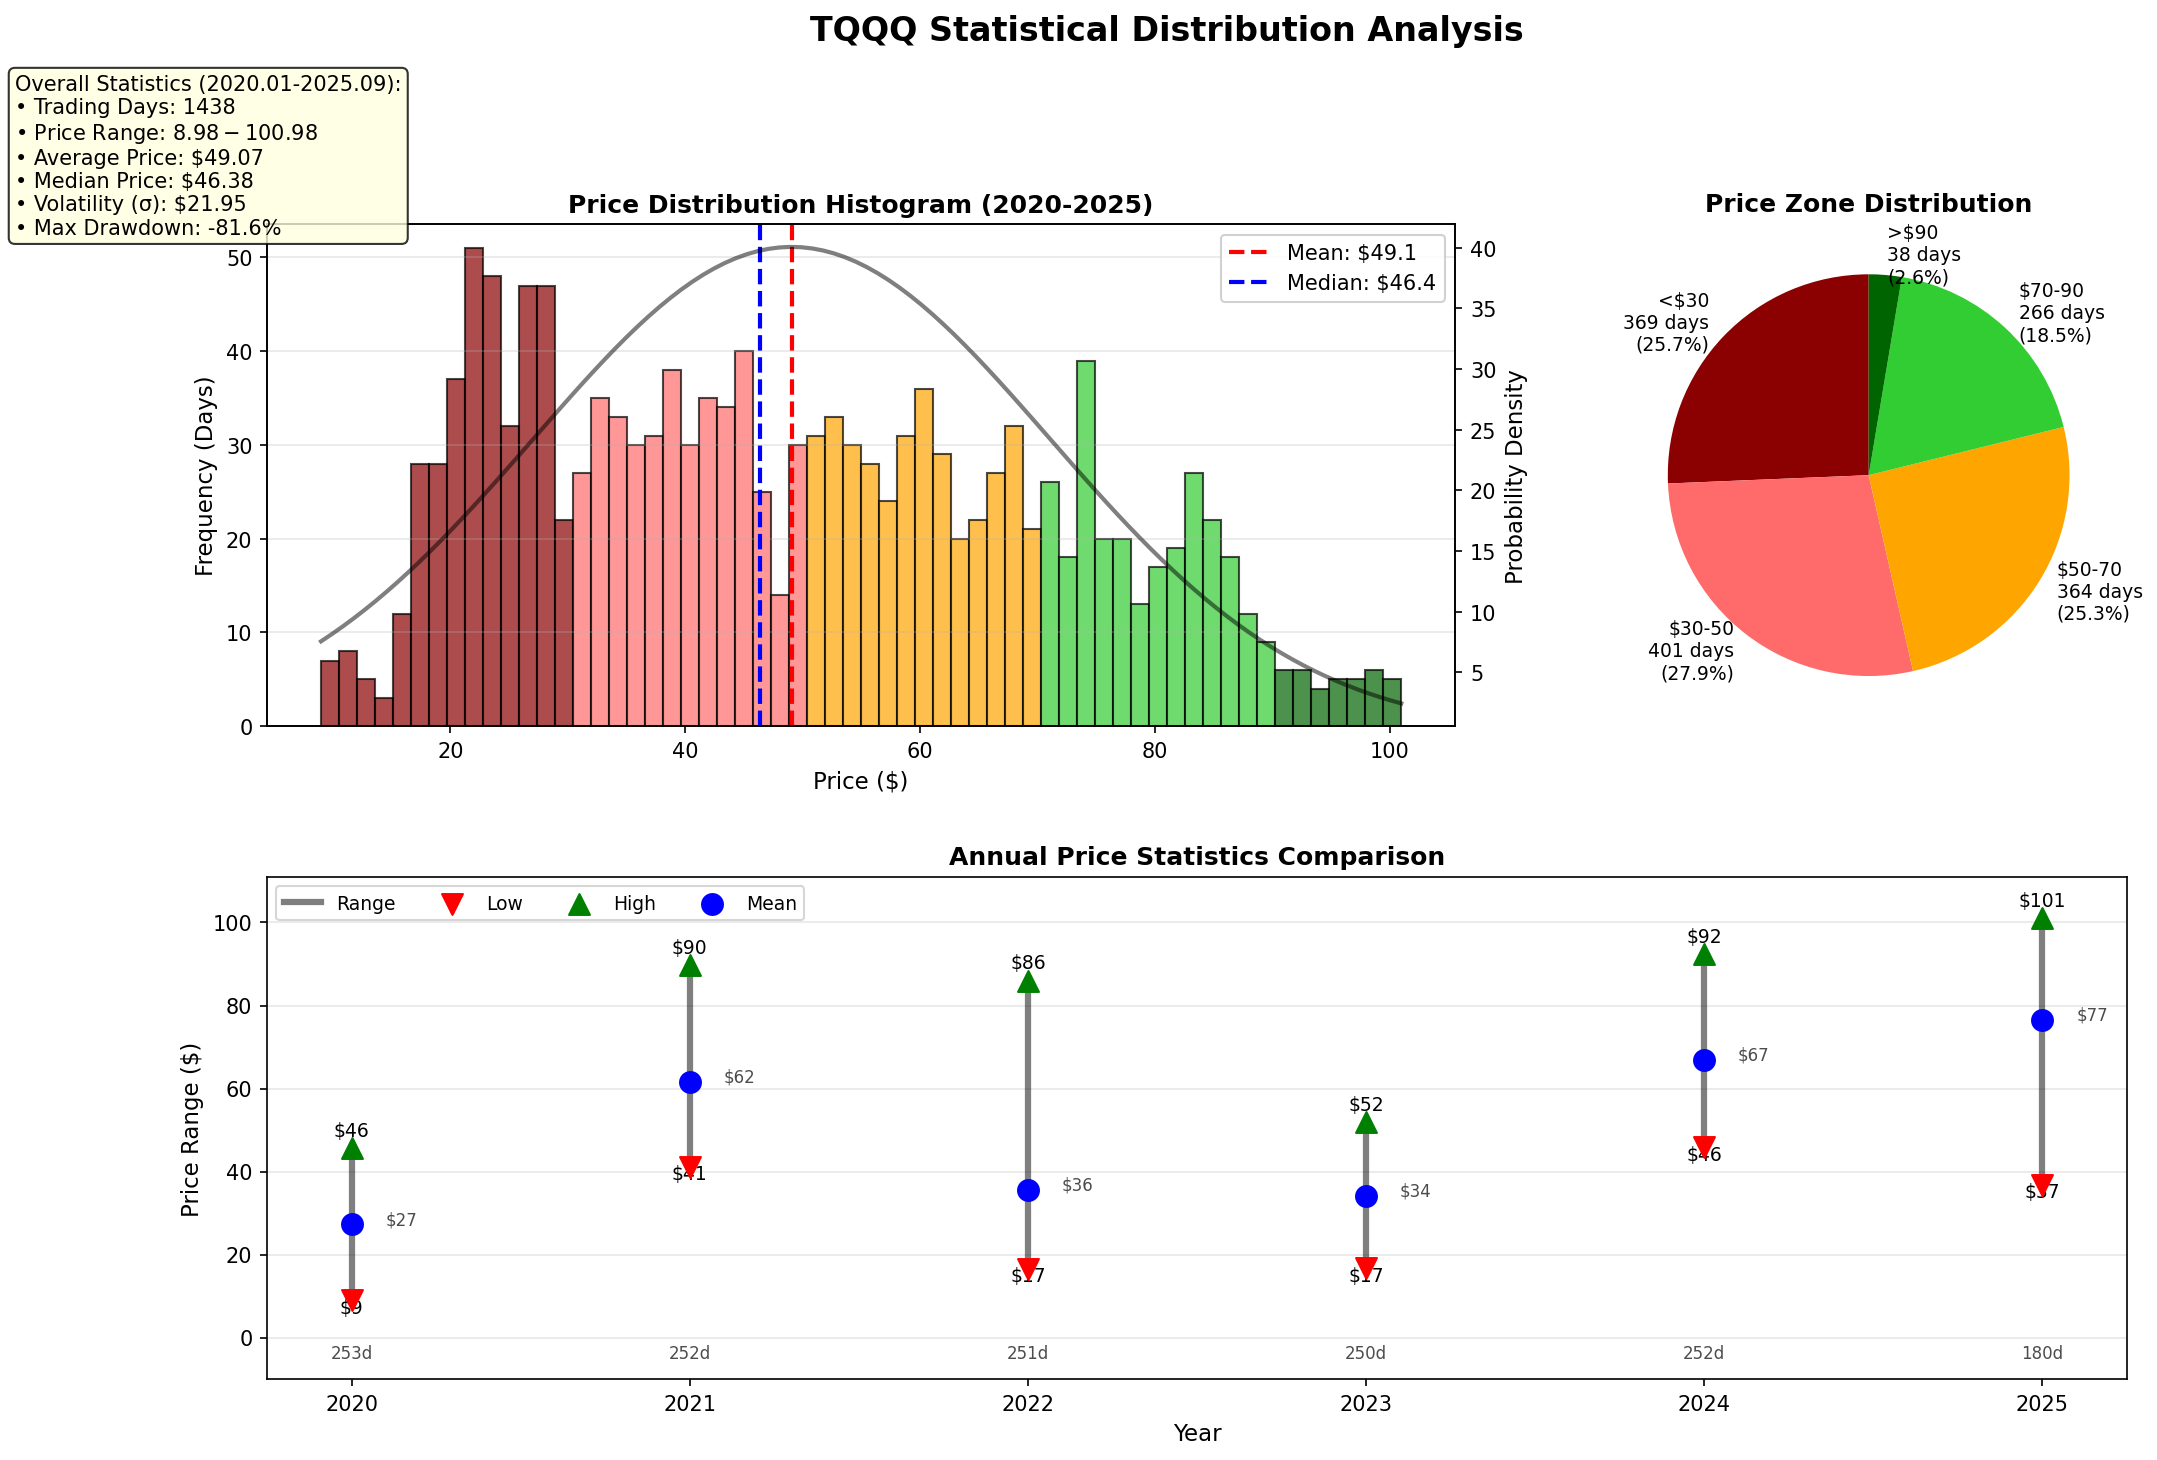 TQQQ Statistical Distribution Analysis
Overall Statistics (2020.01-2025.09):
• Trading Days: 1438
• Price Range: 8.98 − 100.98
• Average Price: $49.07
• Median Price: $46.38
• Volatility (σ): $21.95
• Max Drawdown: -81.6%
Price Distribution Histogram (2020-2025)
Mean: $49.1
Median: $46.4
Frequency (Days)
50
40
30
20
10
0
20
40
60
80
100
Price ($)
40
35
30
25
20
15
10
5
Probability Density
Price Zone Distribution
>$90
38 days
(2.6%)
$70-90
266 days
(18.5%)
<$30
369 days
(25.7%)
$50-70
364 days
(25.3%)
$30-50
401 days
(27.9%)
Annual Price Statistics Comparison
Range
Low
High
Mean
Price Range ($)
100
80
60
40
20
0
$46
$27
$9
253d
$90
$62
$41
252d
$86
$36
$17
251d
$52
$34
$17
250d
$92
$67
$46
252d
$101
$77
$37
180d
2020
2021
2022
2023
2024
2025
Year